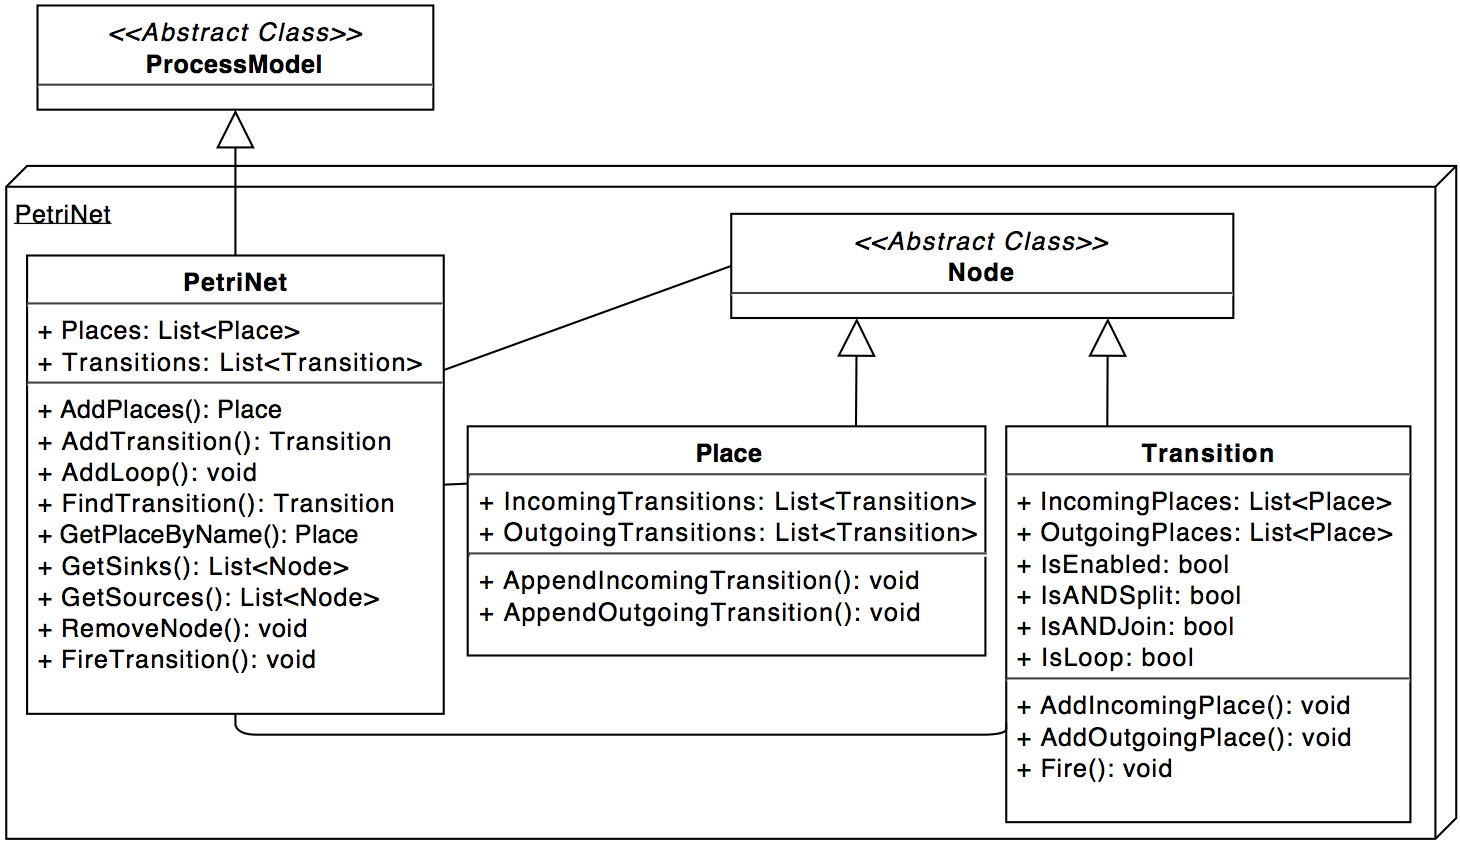 <<Abstract Class>>
ProcessModel
PetriNet
PetriNet
+ Places: List<Place>
+ Transitions: List<Transition>
+ AddPlaces(): Place
+ AddTransition(): Transition
+ AddLoop(): void
+ FindTransition(): Transition
+ GetPlaceByName(): Place
+ GetSinks(): List<Node>
+ GetSources(): List<Node>
+ RemoveNode(): void
+ FireTransition(): void
<<Abstract Class>>
Node
Place
+ IncomingTransitions: List<Transition>
+ OutgoingTransitions: List<Transition>
+ AppendIncomingTransition(): void
+ AppendOutgoingTransition(): void
Transition
+ IncomingPlaces: List<Place>
+ OutgoingPlaces: List<Place>
+ IsEnabled: bool
+ IsANDSplit: bool
+ IsANDJoin: bool
+ IsLoop: bool
+ AddIncomingPlace(): void
+ AddOutgoingPlace(): void
+ Fire(): void